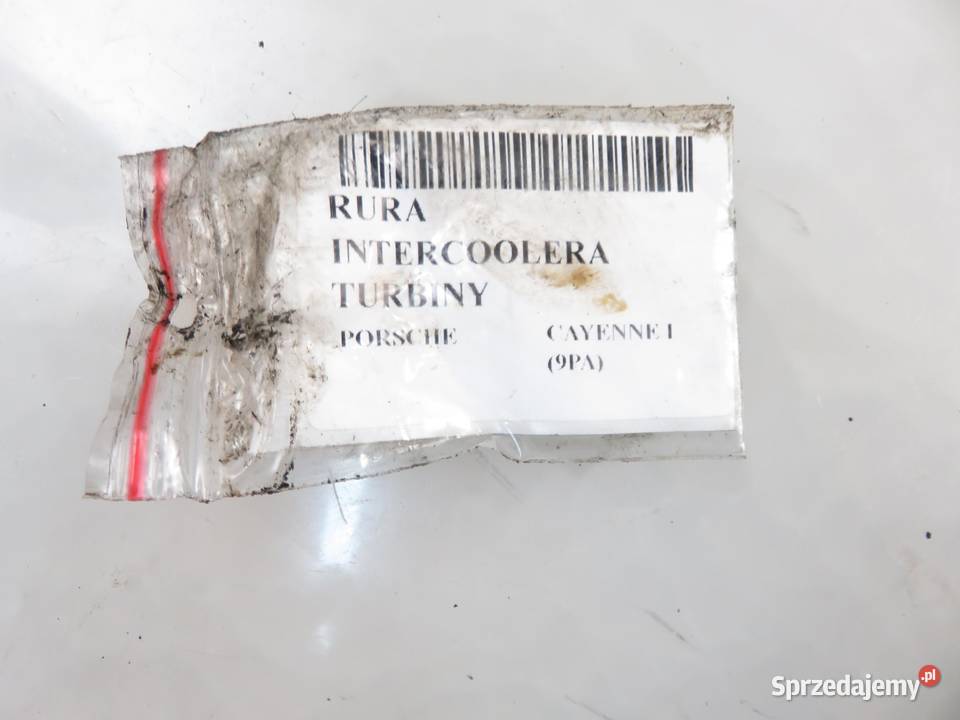 RURA
INTERCOOLERA
TURBINY
.PORSCHE CAYENNE I
(9PA)
Sprzedajemy.pl